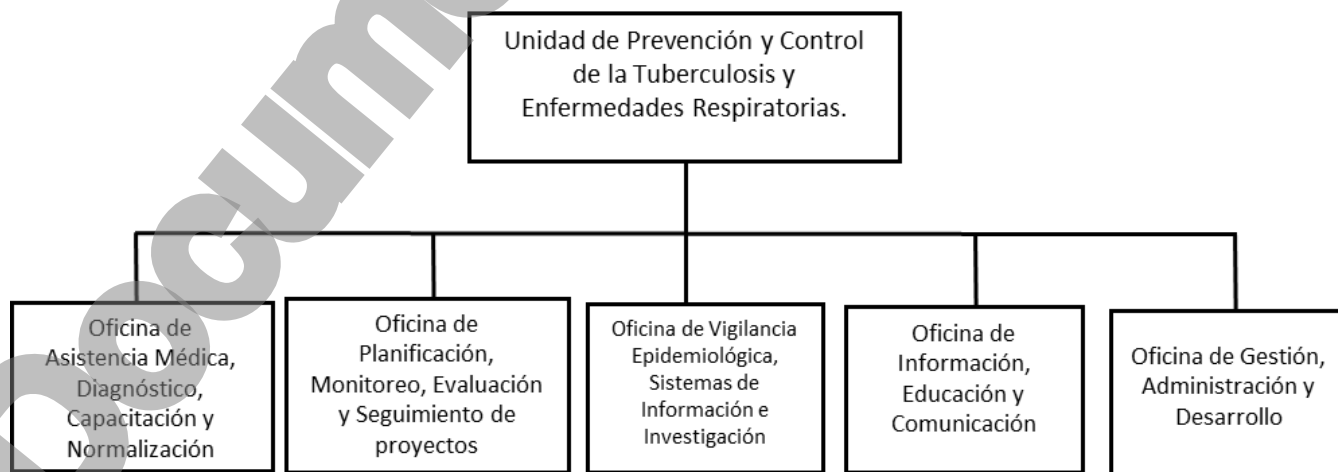 Unidad de Prevención y Control
de la Tuberculosis y
Enfermedades Respiratorias.
Oficina de
Asistencia Médica,
Diagnóstico,
Capacitación y
Normalización
Oficina de
Planificación,
Monitoreo, Evaluación
y Seguimiento de
proyectos
Oficina de Vigilancia
Epidemiológica,
Sistemas de
Información e
Investigación
Oficina de
Información,
Educación y
Comunicación
Oficina de Gestión,
Administración y
Desarrollo
Docum